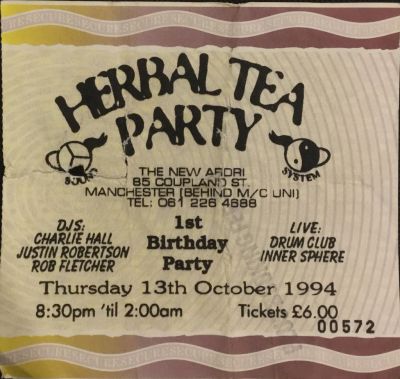 HERBAL TEA
PARTY
SOUND
SYSTEM
THE NEW ARDRI
85 COUPLAND ST.
MANCHESTER (BEHIND M/C UNI)
TEL: 061 226 4688
DJS:
CHARLIE HALL
JUSTIN ROBERTSON
ROB FLETCHER
1st
Birthday
Party
LIVE:
DRUM CLUB
INNER SPHERE
Thursday 13th October 1994
8:30pm 'til 2:00am
Tickets £6.00
00572